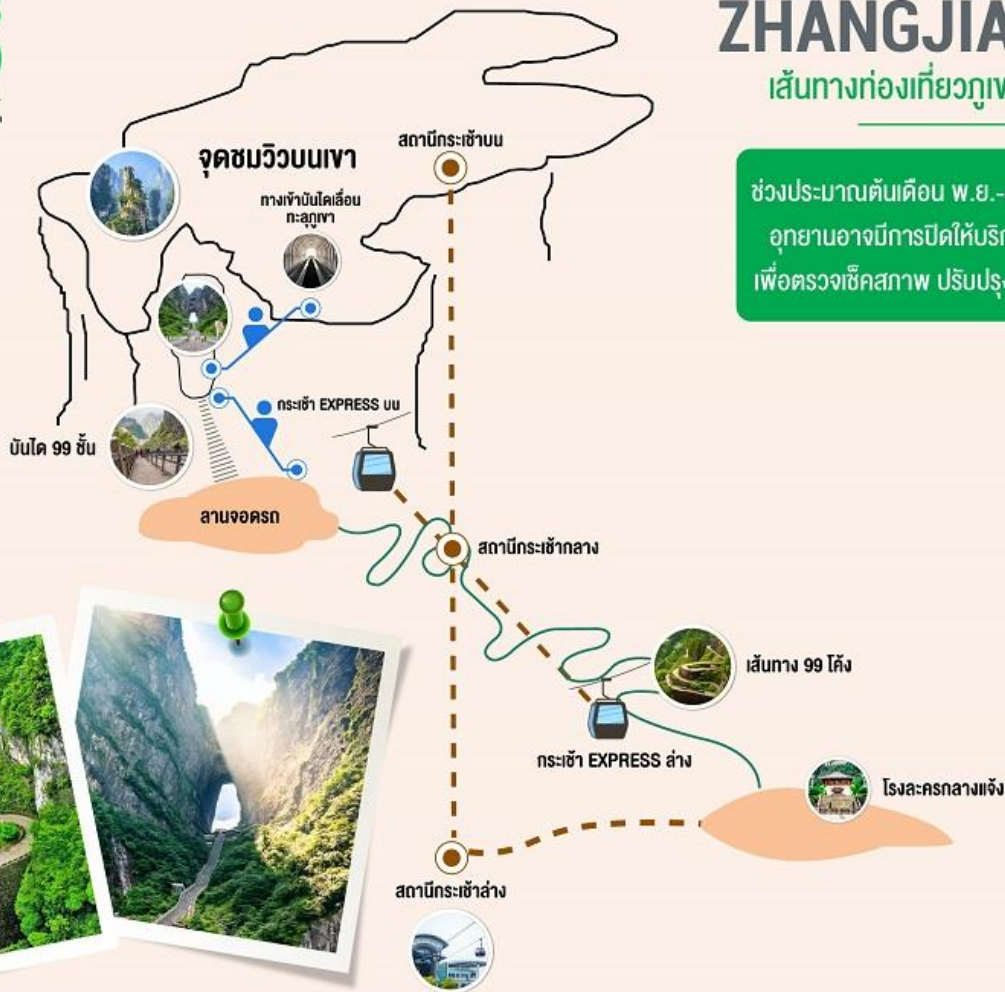 ZHANGJIA
เส้นทางท่องเที่ยวภูเข
ช่วงประมาณต้นเดือน พ.ย.-
อุทยานอาจมีการปิดให้บริก
เพื่อตรวจเช็คสภาพ ปรับปรุง
สถานีกระเช้าบน
จุดชมวิวบนเขา
ทางเข้าบันไดเลื่อน
ทะลุภูเขา
กระเช้า EXPRESS บน
บันได 99 ชั้น
ลานจอดรถ
สถานีกระเช้ากลาง
เส้นทาง 99 โค้ง
กระเช้า EXPRESS ล่าง
โรงละครกลางแจ้ง
สถานีกระเช้าล่าง